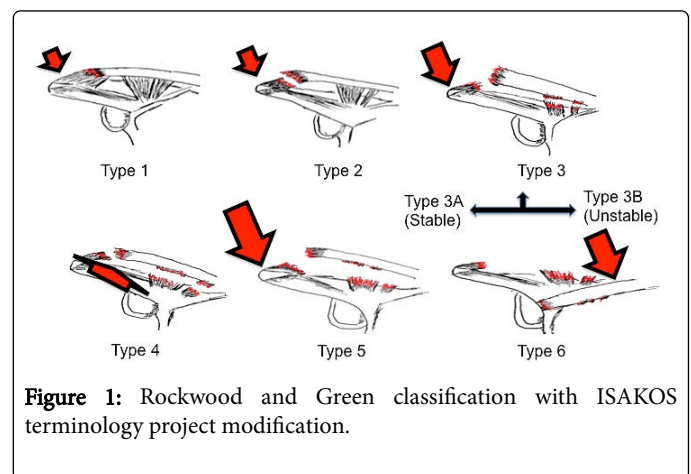 Type 1
Type 2
Type 3
Type 3A
(Stable)
Type 3B
(Unstable)
Type 4
Type 5
Type 6
Figure 1: Rockwood and Green classification with ISAKOS
terminology project modification.